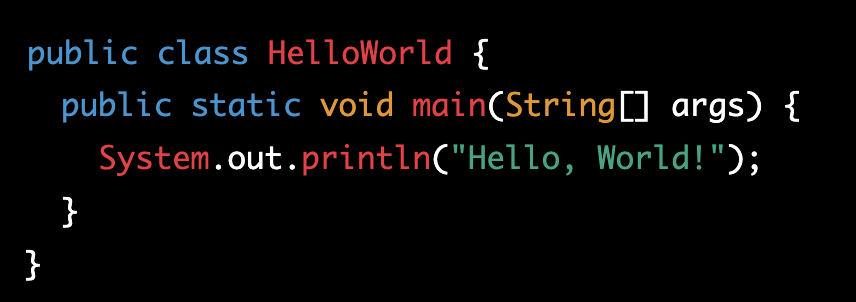 public class HelloWorld {
  public static void main(String[] args) {
    System.out.println("Hello, World!");
  }
}